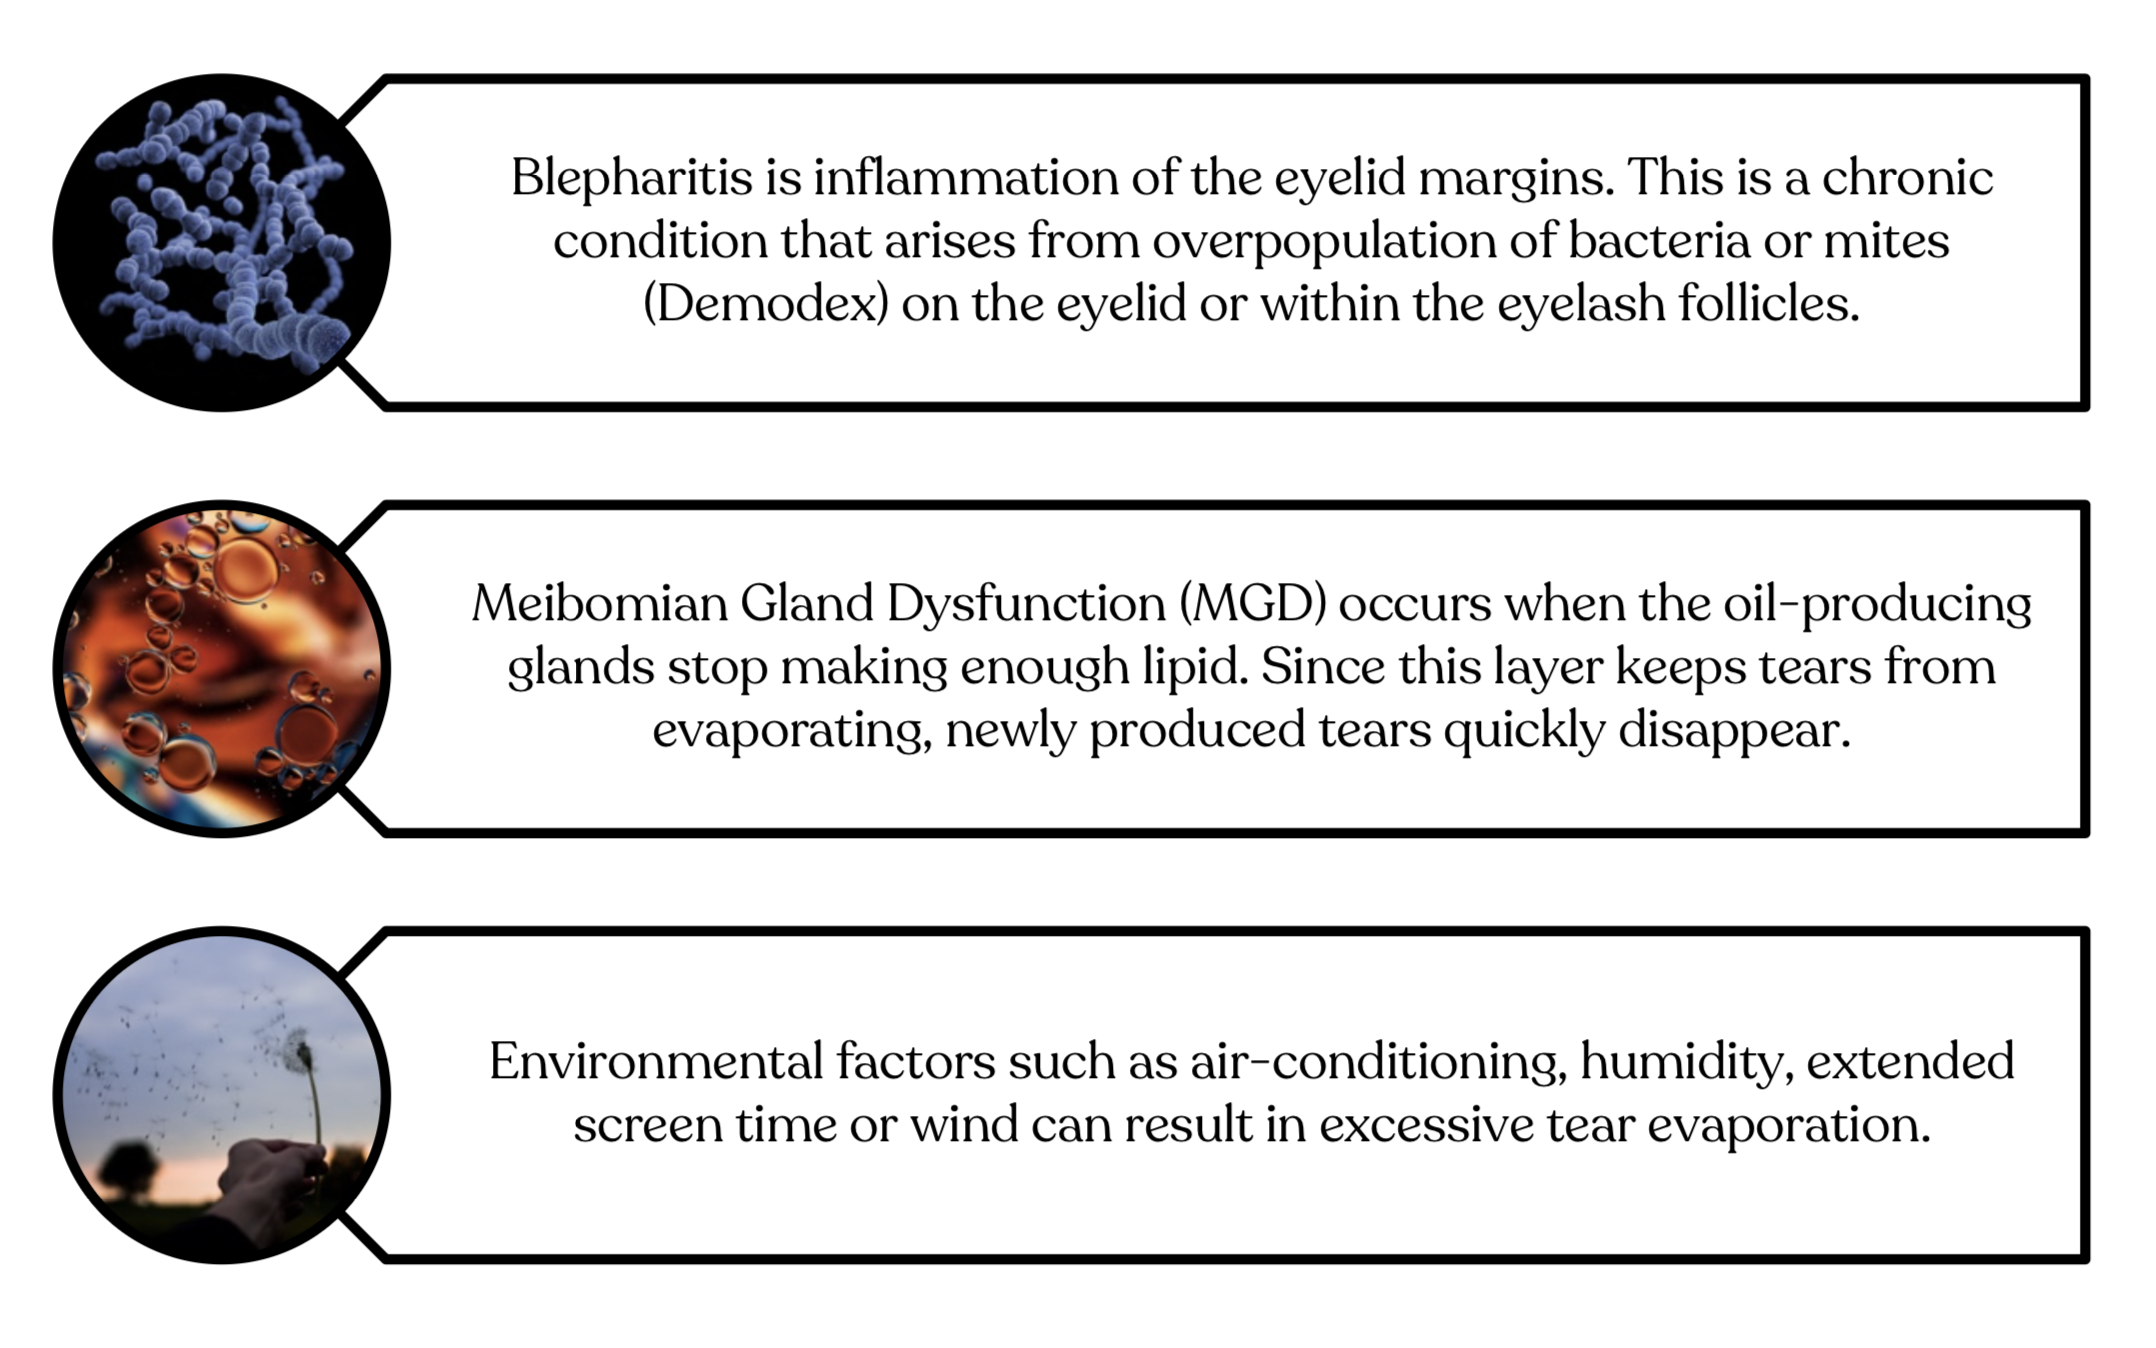 Blepharitis is inflammation of the eyelid margins. This is a chronic
condition that arises from overpopulation of bacteria or mites
(Demodex) on the eyelid or within the eyelash follicles.
Meibomian Gland Dysfunction (MGD) occurs when the oil-producing
glands stop making enough lipid. Since this layer keeps tears from
evaporating, newly produced tears quickly disappear.
Environmental factors such as air-conditioning, humidity, extended
screen time or wind can result in excessive tear evaporation.